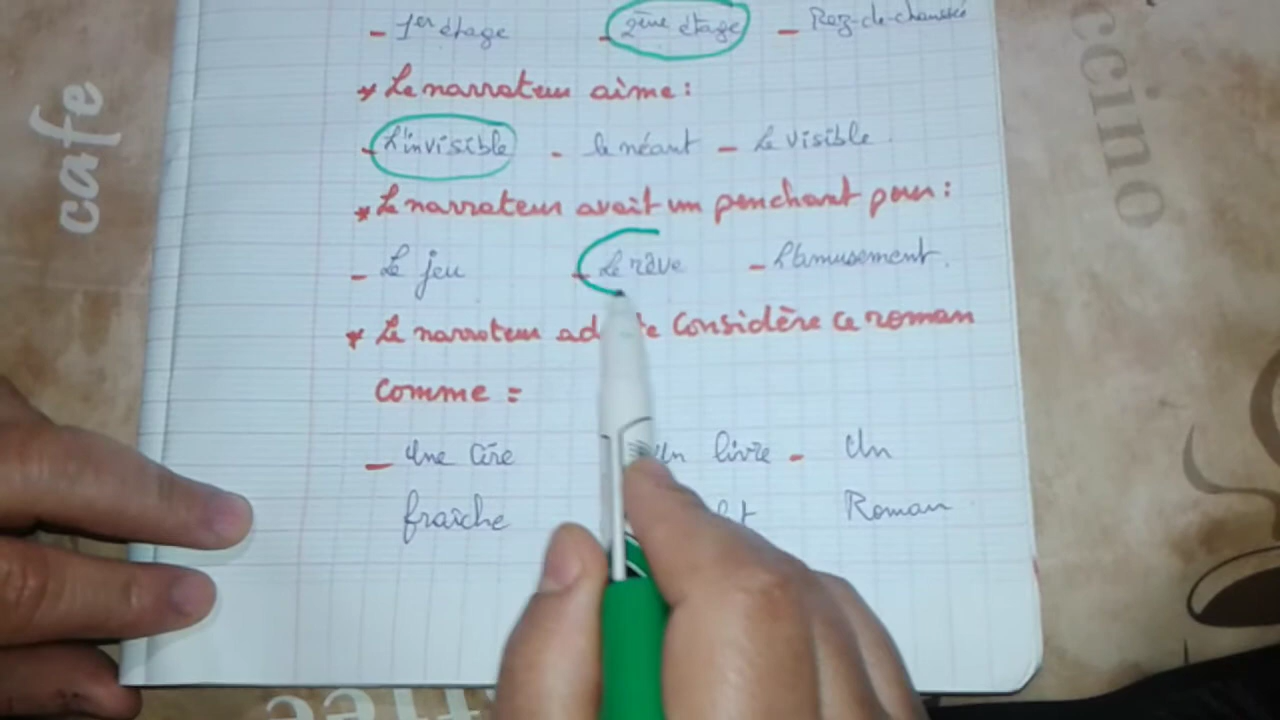 - 1er étage - 2ème étage - Rez-de-chaussée
* Le narrateur aime :
- L'invisible - le néant - Le visible
* Le narrateur avait un penchant pour :
- Le jeu - Le rêve - L'amusement.
* Le narrateur considère ce roman
comme :
- Une Cire Un livre - Un
fraîche Roman
cafe
ccino